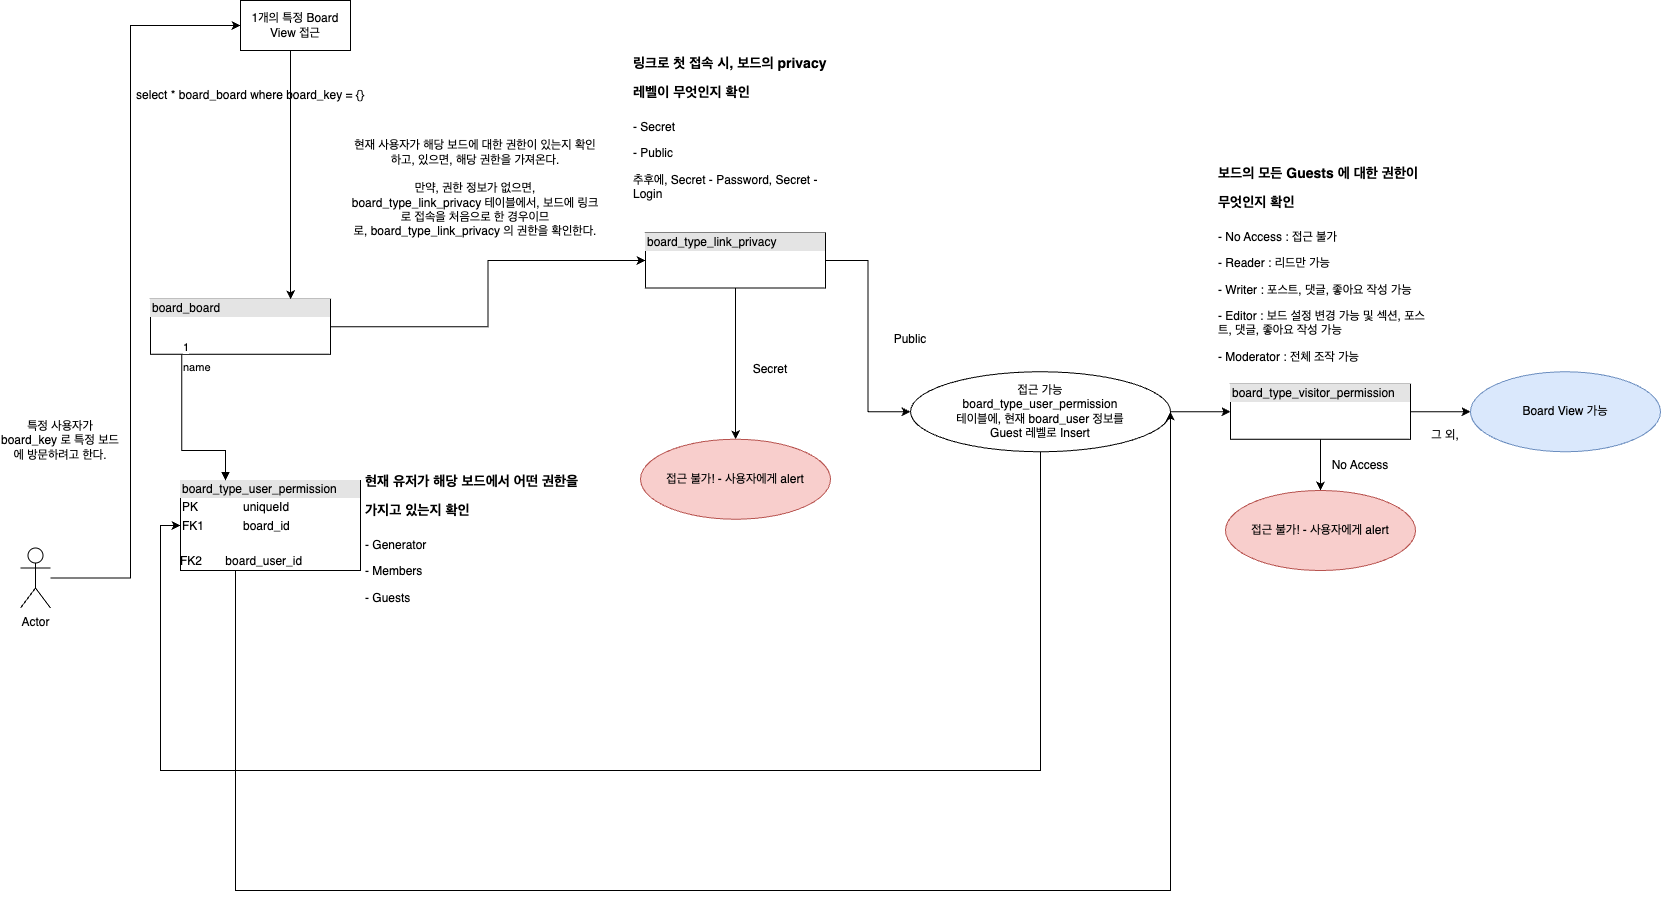 1개의 특정 Board
View 접근
select * board_board where board_key = {}
현재 사용자가 해당 보드에 대한 권한이 있는지 확인
하고, 있으면, 해당 권한을 가져온다.
만약, 권한 정보가 없으면,
board_type_link_privacy 테이블에서, 보드에 링크
로 접속을 처음으로 한 경우이므
로, board_type_link_privacy 의 권한을 확인한다.
링크로 첫 접속 시, 보드의 privacy
레벨이 무엇인지 확인
- Secret
- Public
추후에, Secret - Password, Secret -
Login
board_type_link_privacy
보드의 모든 Guests 에 대한 권한이
무엇인지 확인
- No Access : 접근 불가
- Reader : 리드만 가능
- Writer : 포스트, 댓글, 좋아요 작성 가능
- Editor : 보드 설정 변경 가능 및 섹션, 포스
트, 댓글, 좋아요 작성 가능
- Moderator : 전체 조작 가능
board_board
1
name
Public
Secret
접근 가능
board_type_user_permission
테이블에, 현재 board_user 정보를
Guest 레벨로 Insert
board_type_visitor_permission
Board View 가능
그 외,
No Access
접근 불가! - 사용자에게 alert
접근 불가! - 사용자에게 alert
특정 사용자가
board_key 로 특정 보드
에 방문하려고 한다.
board_type_user_permission
PK uniqueId
FK1 board_id
FK2 board_user_id
현재 유저가 해당 보드에서 어떤 권한을
가지고 있는지 확인
- Generator
- Members
- Guests
Actor